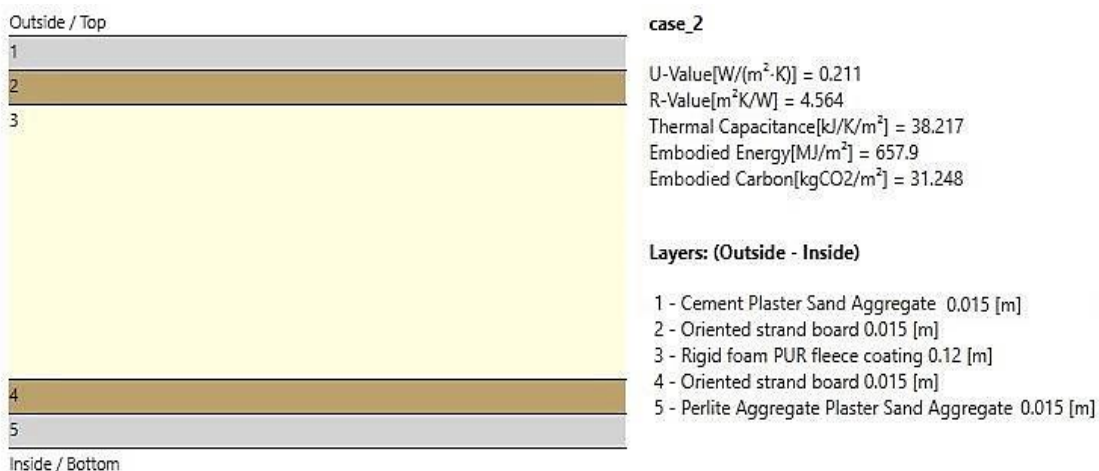 Outside / Top
1
2
3
4
5
Inside / Bottom
case_2
U-Value[W/(m²·K)] = 0.211
R-Value[m²K/W] = 4.564
Thermal Capacitance[kJ/K/m²] = 38.217
Embodied Energy[MJ/m²] = 657.9
Embodied Carbon[kgCO2/m²] = 31.248
Layers: (Outside - Inside)
1 - Cement Plaster Sand Aggregate 0.015 [m]
2 - Oriented strand board 0.015 [m]
3 - Rigid foam PUR fleece coating 0.12 [m]
4 - Oriented strand board 0.015 [m]
5 - Perlite Aggregate Plaster Sand Aggregate 0.015 [m]